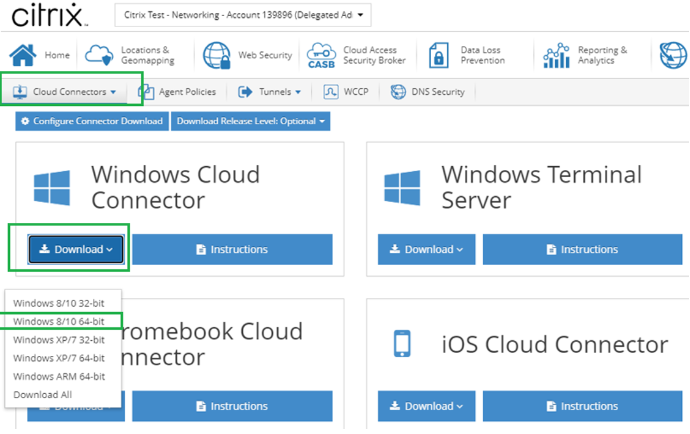 citrix
Citrix Test - Networking - Account 139896 (Delegated Ad
Home
Locations &
Geomapping
Web Security
CASB
Cloud Access
Security Broker
Data Loss
Prevention
Reporting &
Analytics
Cloud Connectors
Agent Policies
Tunnels
WCCP
DNS Security
Configure Connector Download
Download Release Level: Optional
Windows Cloud
Connector
Download
Instructions
Windows Terminal
Server
Download
Instructions
Windows 8/10 32-bit
Windows 8/10 64-bit
Windows XP/7 32-bit
Windows XP/7 64-bit
Windows ARM 64-bit
Download All
romebook Cloud
nnector
Download
Instructions
iOS Cloud Connector
Download
Instructions